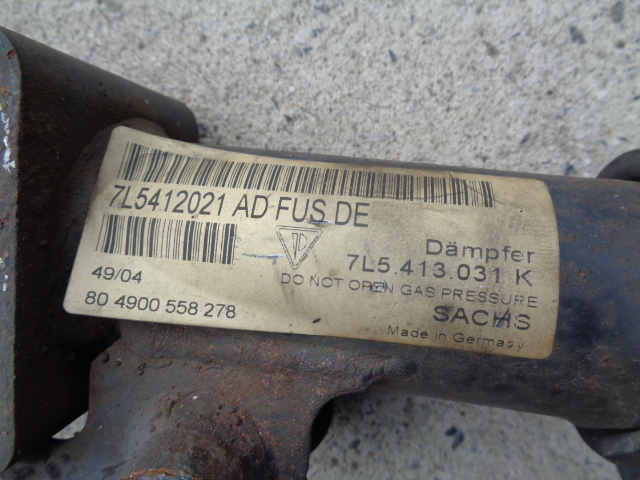 7L5412021 AD FUS DE
Dämpfer
7L5.413.031 K
49/04
DO NOT OPEN GAS PRESSURE
80 4900 558 278
SACHS
Made in Germany